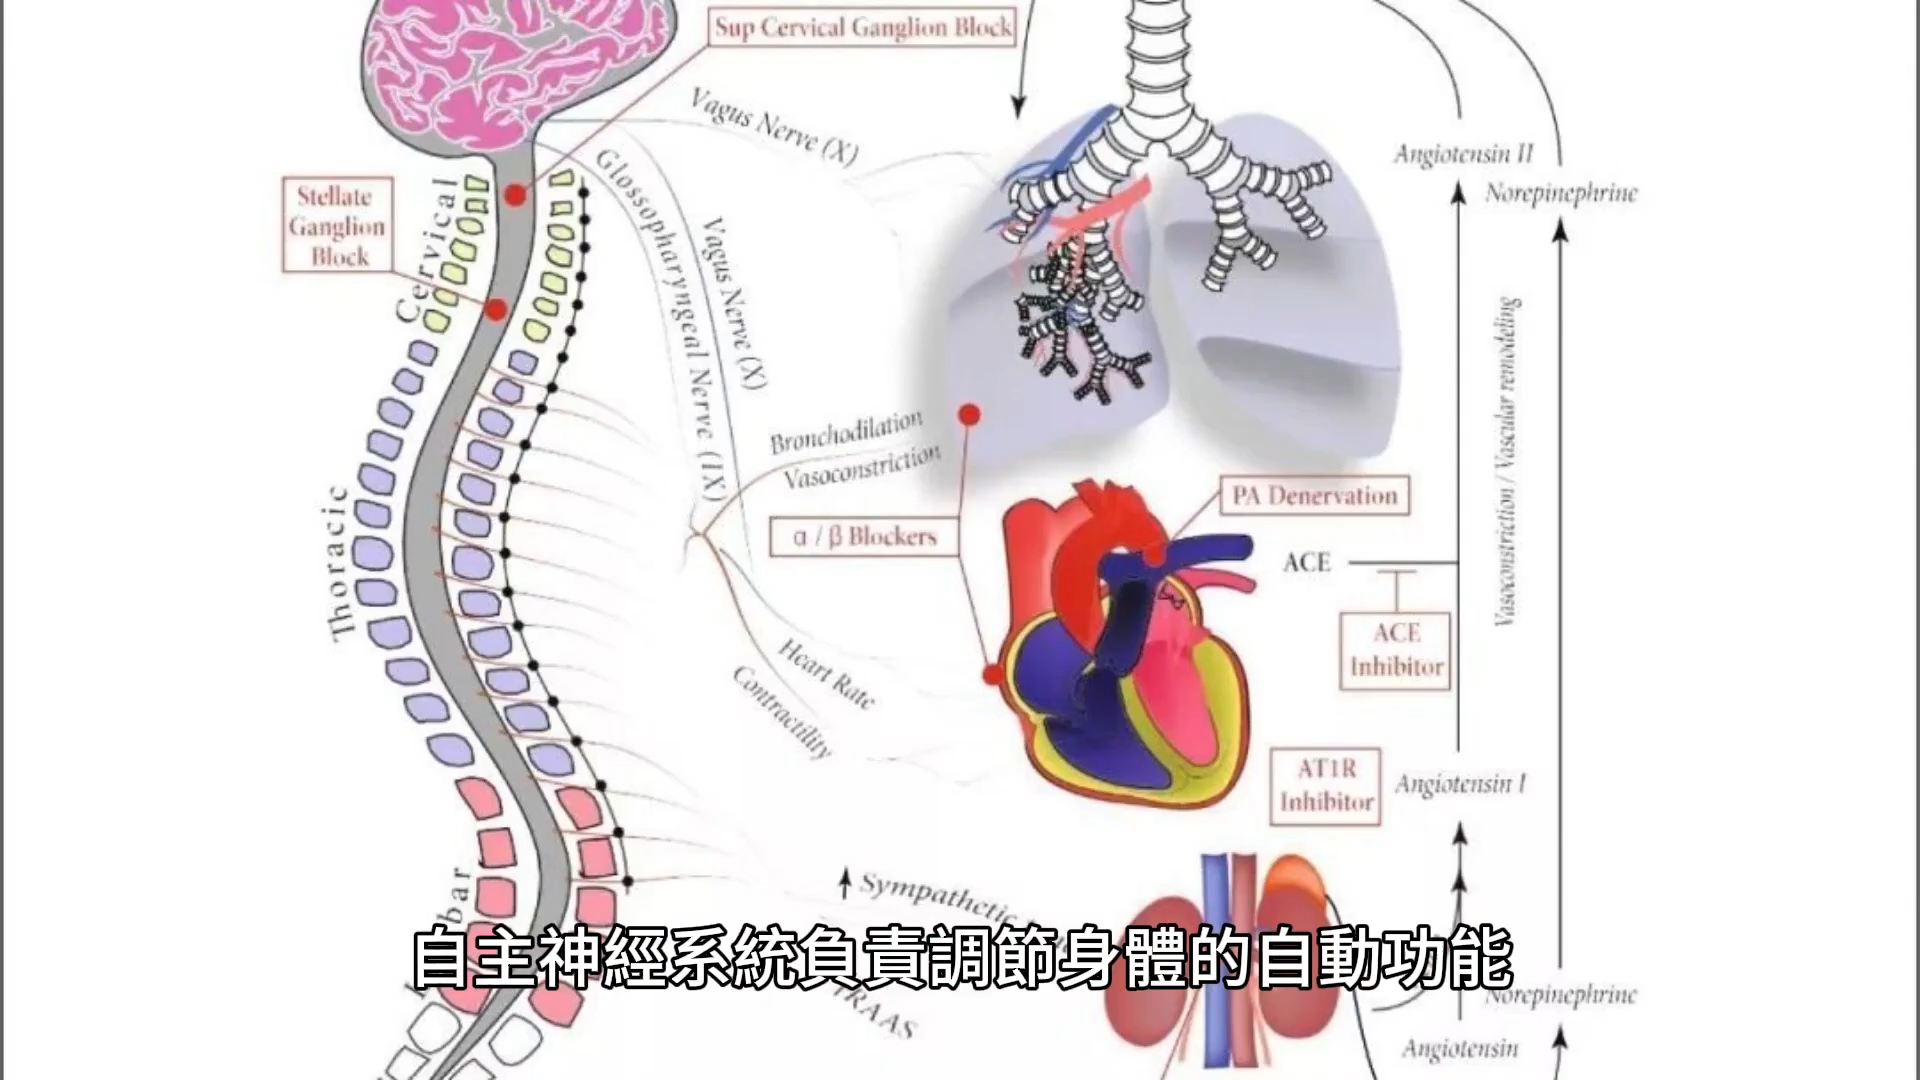 Sup Cervical Ganglion Block
Vagus Nerve (X)
Glossopharyngeal Nerve (IX)
Vagus Nerve (X)
Stellate
Ganglion
Block
Cervical
Thoracic
Bronchodilation
Vasoconstriction
α / β Blockers
Heart Rate
Contractility
PA Denervation
ACE
ACE
Inhibitor
AT1R
Inhibitor
Angiotensin II
Norepinephrine
Vasoconstriction / Vascular remodeling
Angiotensin I
Sympathetic
RAAS
Norepinephrine
Angiotensin
自主神經系統負責調節身體的自動功能